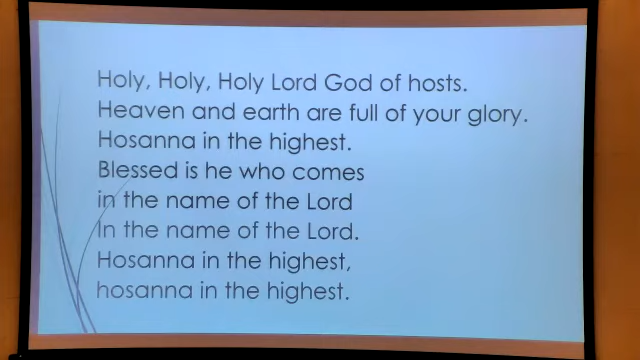 Holy, Holy, Holy Lord God of hosts.
Heaven and earth are full of your glory.
Hosanna in the highest.
Blessed is he who comes
in the name of the Lord
In the name of the Lord.
Hosanna in the highest,
hosanna in the highest.